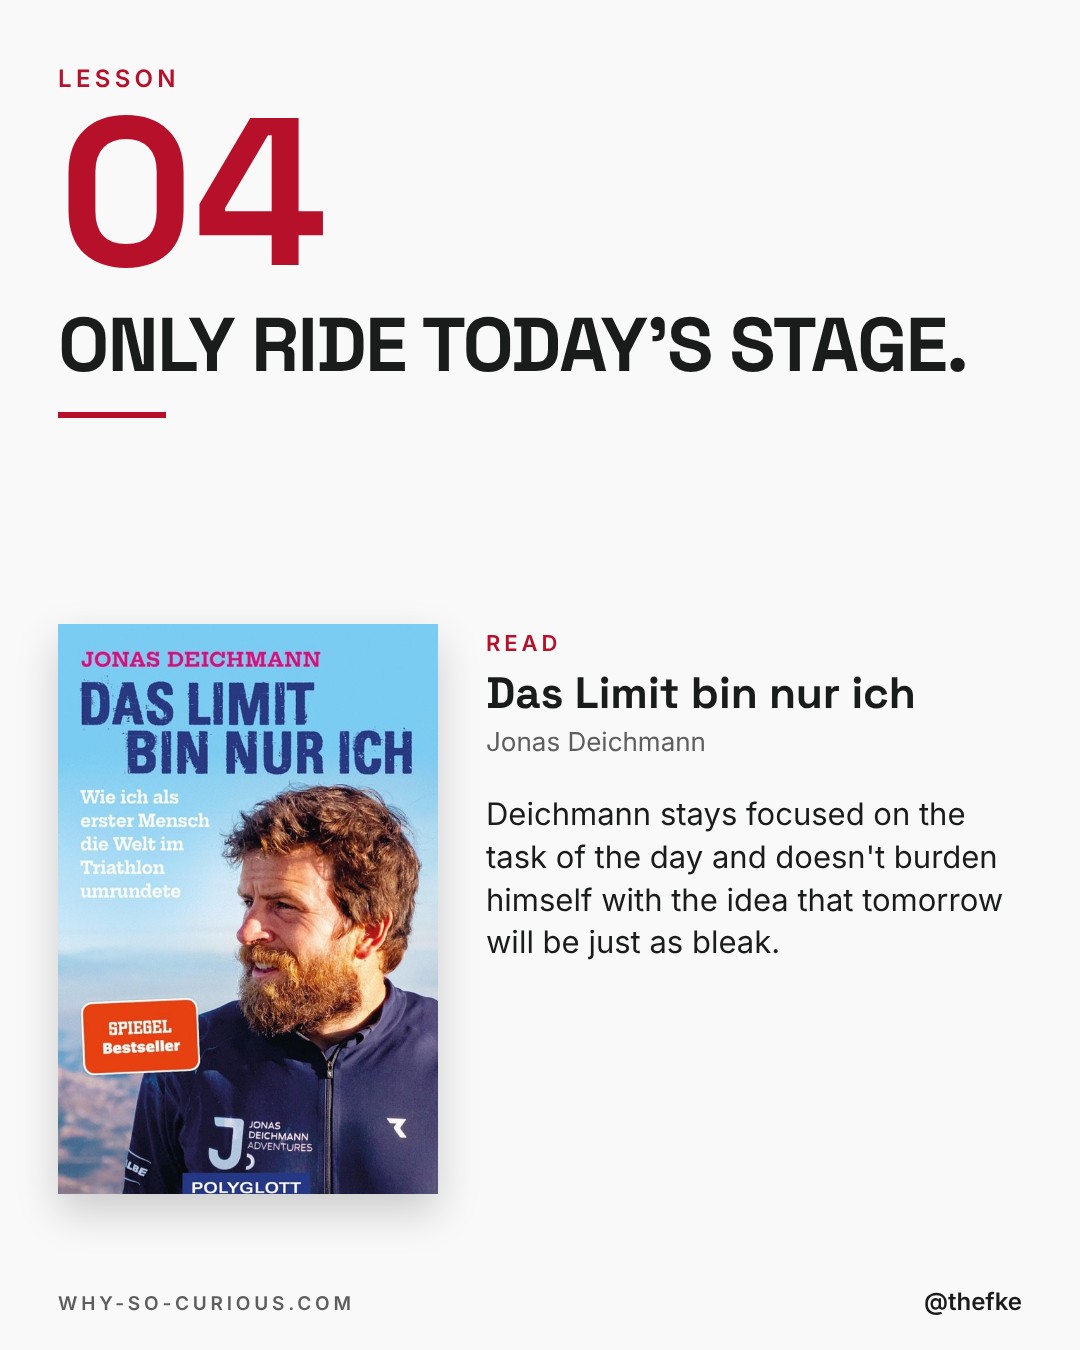 LESSON
04
ONLY RIDE TODAY’S STAGE.
JONAS DEICHMANN
DAS LIMIT
BIN NUR ICH
Wie ich als
erster Mensch
die Welt im
Triathlon
umrundete
SPIEGEL
Bestseller
JONAS
DEICHMANN
ADVENTURES
LBE
POLYGLOTT
READ
Das Limit bin nur ich
Jonas Deichmann
Deichmann stays focused on the
task of the day and doesn't burden
himself with the idea that tomorrow
will be just as bleak.
WHY-SO-CURIOUS.COM
@thefke